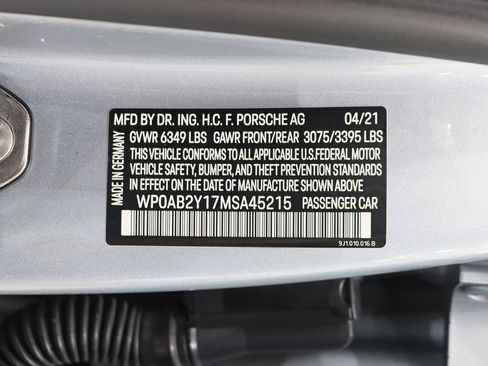 MFD BY DR. ING. H.C. F. PORSCHE AG 04/21
GVWR 6349 LBS GAWR FRONT/REAR 3075/3395 LBS
THIS VEHICLE CONFORMS TO ALL APPLICABLE U.S.FEDERAL MOTOR
VEHICLE SAFETY, BUMPER, AND THEFT PREVENTION STANDARDS
IN EFFECT ON THE DATE OF MANUFACTURE SHOWN ABOVE.
WP0AB2Y17MSA45215 PASSENGER CAR
9J1.010.016.B
MADE IN GERMANY